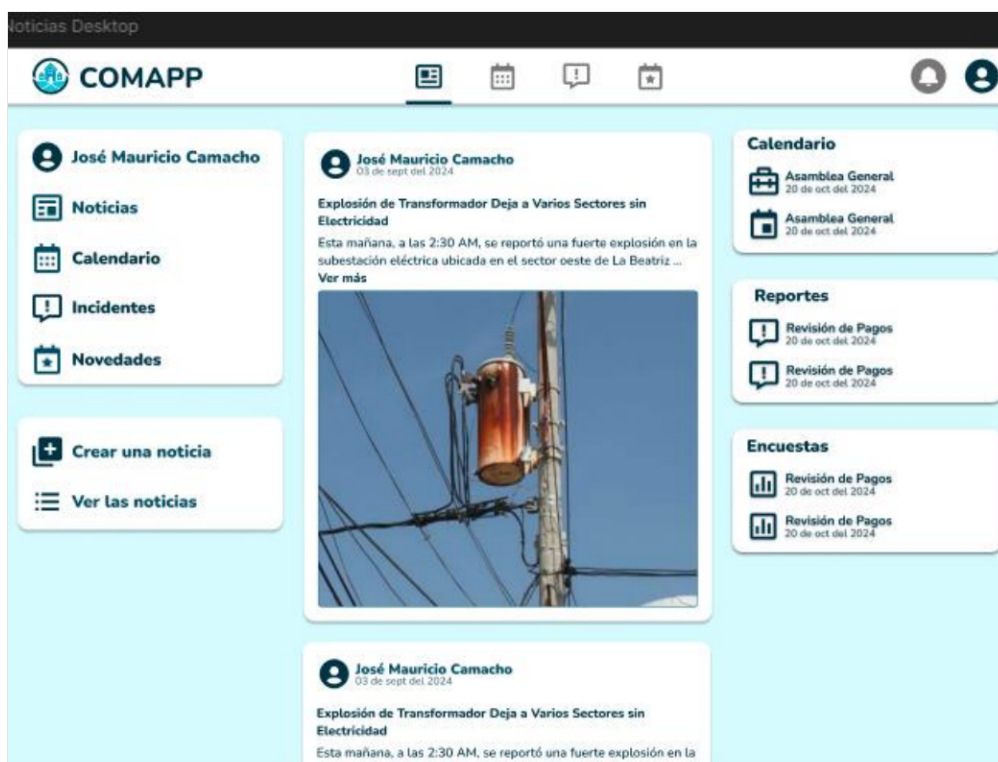 Noticias Desktop
COMAPP
José Mauricio Camacho
Noticias
Calendario
Incidentes
Novedades
Crear una noticia
Ver las noticias
José Mauricio Camacho
03 de sept del 2024
Explosión de Transformador Deja a Varios Sectores sin
Electricidad
Esta mañana, a las 2:30 AM, se reportó una fuerte explosión en la
subestación eléctrica ubicada en el sector oeste de La Beatriz ...
Ver más
José Mauricio Camacho
03 de sept del 2024
Explosión de Transformador Deja a Varios Sectores sin
Electricidad
Esta mañana, a las 2:30 AM, se reportó una fuerte explosión en la
Calendario
Asamblea General
20 de oct del 2024
Asamblea General
20 de oct del 2024
Reportes
Revisión de Pagos
20 de oct del 2024
Revisión de Pagos
20 de oct del 2024
Encuestas
Revisión de Pagos
20 de oct del 2024
Revisión de Pagos
20 de oct del 2024